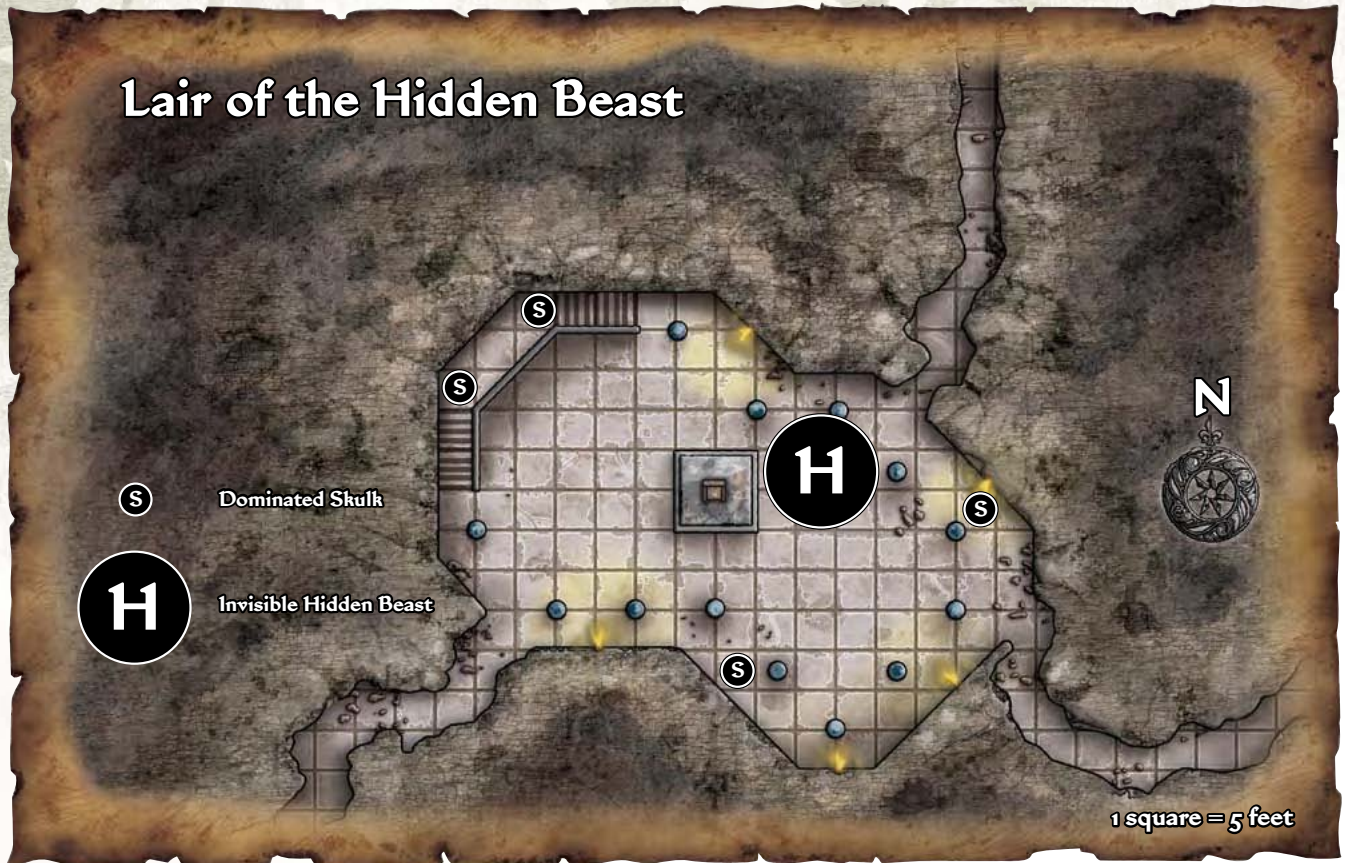 Lair of the Hidden Beast
S
S
N
H
S
Dominated Skulk
S
H
Invisible Hidden Beast
S
1 square = 5 feet